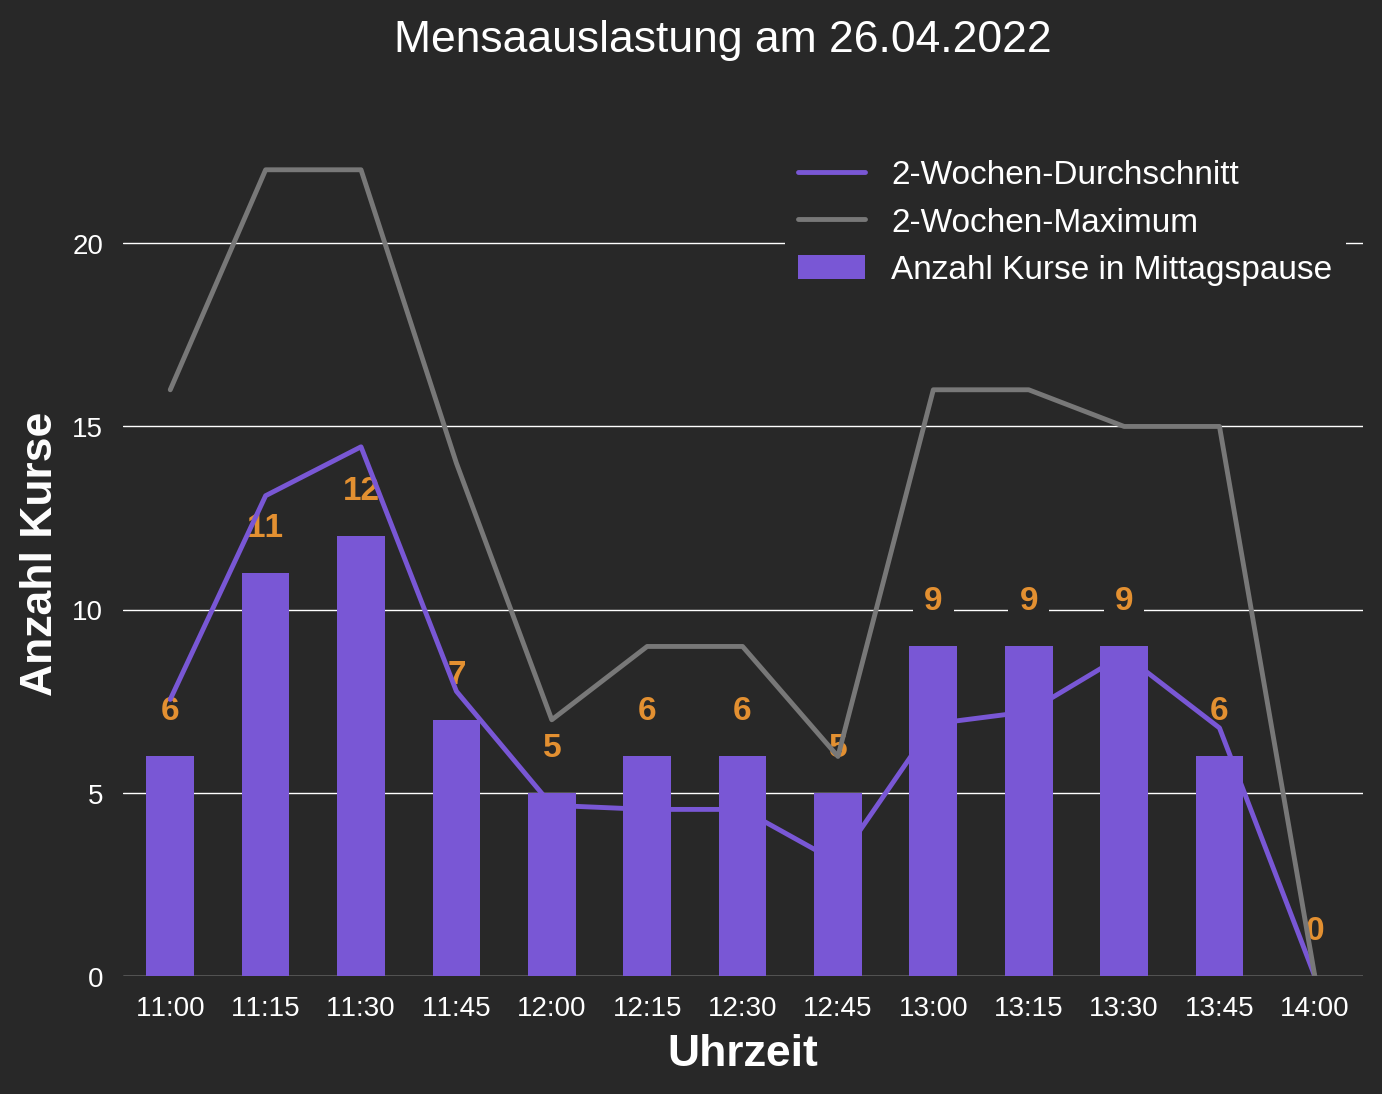 Mensaauslastung am 26.04.2022
2-Wochen-Durchschnitt
2-Wochen-Maximum
Anzahl Kurse in Mittagspause
Anzahl Kurse
20
15
10
5
0
6
11
12
7
5
6
6
5
9
9
9
6
0
11:00 11:15 11:30 11:45 12:00 12:15 12:30 12:45 13:00 13:15 13:30 13:45 14:00
Uhrzeit